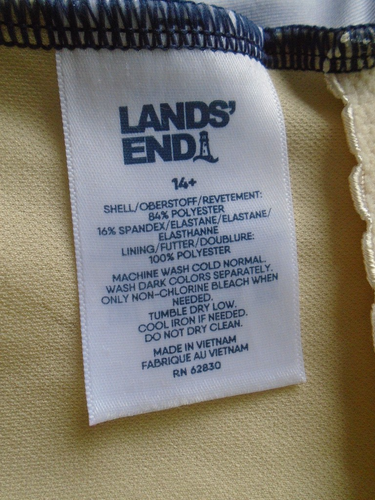 LANDS'
END
14+
SHELL/OBERSTOFF/REVETEMENT:
84% POLYESTER
16% SPANDEX/ELASTANE/ELASTANE/
ELASTHANNE
LINING/FUTTER/DOUBLURE:
100% POLYESTER
MACHINE WASH COLD NORMAL.
WASH DARK COLORS SEPARATELY.
ONLY NON-CHLORINE BLEACH WHEN
NEEDED.
TUMBLE DRY LOW.
COOL IRON IF NEEDED.
DO NOT DRY CLEAN.
MADE IN VIETNAM
FABRIQUE AU VIETNAM
RN 62830